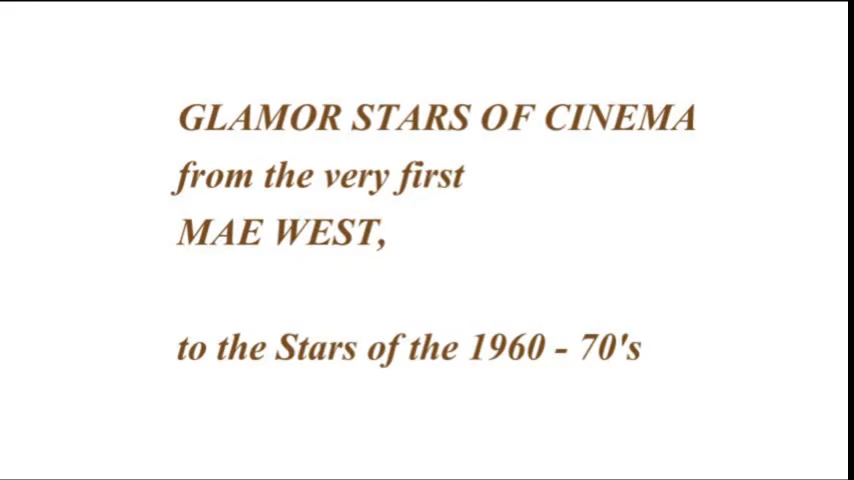 GLAMOR STARS OF CINEMA
from the very first
MAE WEST,
to the Stars of the 1960 - 70's